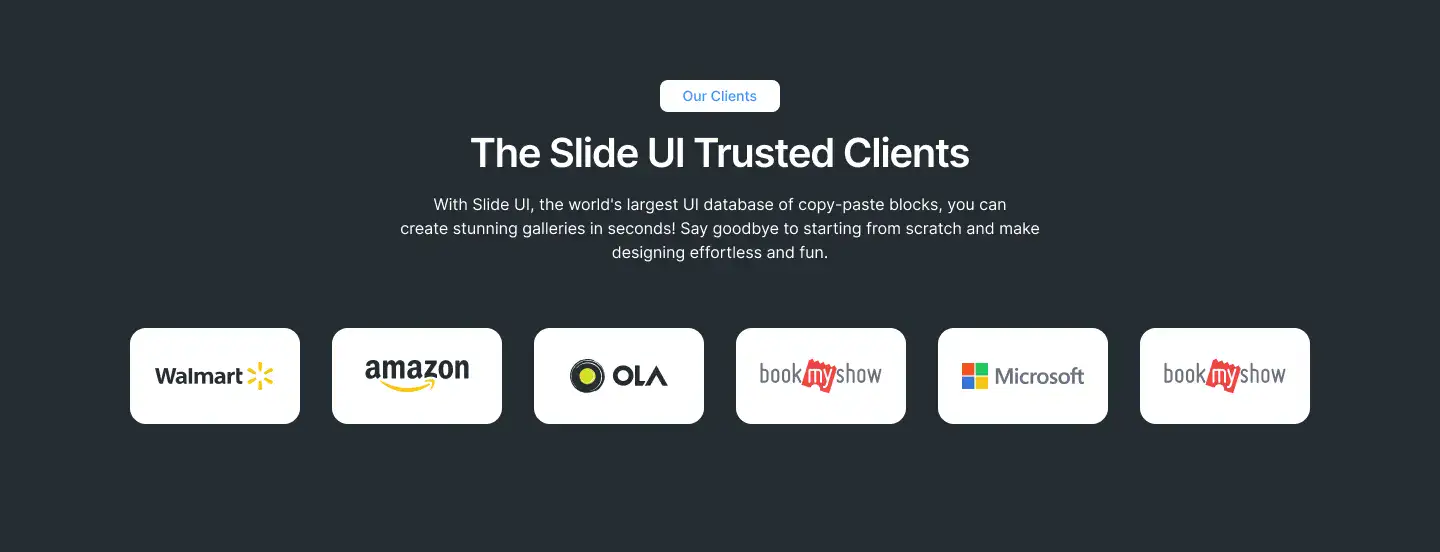 Our Clients
The Slide UI Trusted Clients
With Slide UI, the world's largest UI database of copy-paste blocks, you can
create stunning galleries in seconds! Say goodbye to starting from scratch and make
designing effortless and fun.
Walmart
amazon
OLA
bookmyshow
Microsoft
bookmyshow